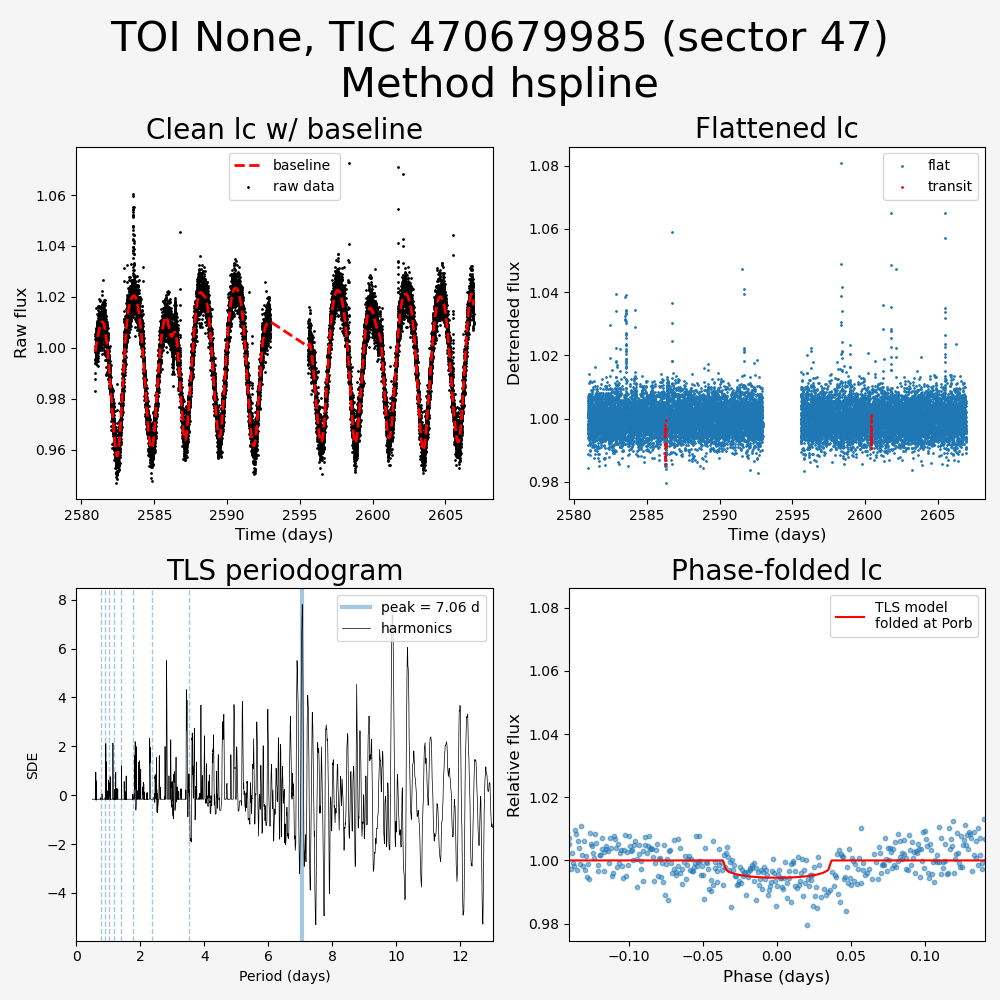 TOI None, TIC 470679985 (sector 47)
Method hspline
Clean lc w/ baseline
baseline
raw data
Raw flux
1.06
1.04
1.02
1.00
0.98
0.96
2580
2585
2590
2595
2600
2605
Time (days)
Flattened lc
flat
transit
Detrended flux
1.08
1.06
1.04
1.02
1.00
0.98
2580
2585
2590
2595
2600
2605
Time (days)
TLS periodogram
peak = 7.06 d
harmonics
SDE
8
6
4
2
0
−2
−4
0
2
4
6
8
10
12
Period (days)
Phase-folded lc
TLS model
folded at Porb
Relative flux
1.08
1.06
1.04
1.02
1.00
0.98
−0.10
−0.05
0.00
0.05
0.10
Phase (days)